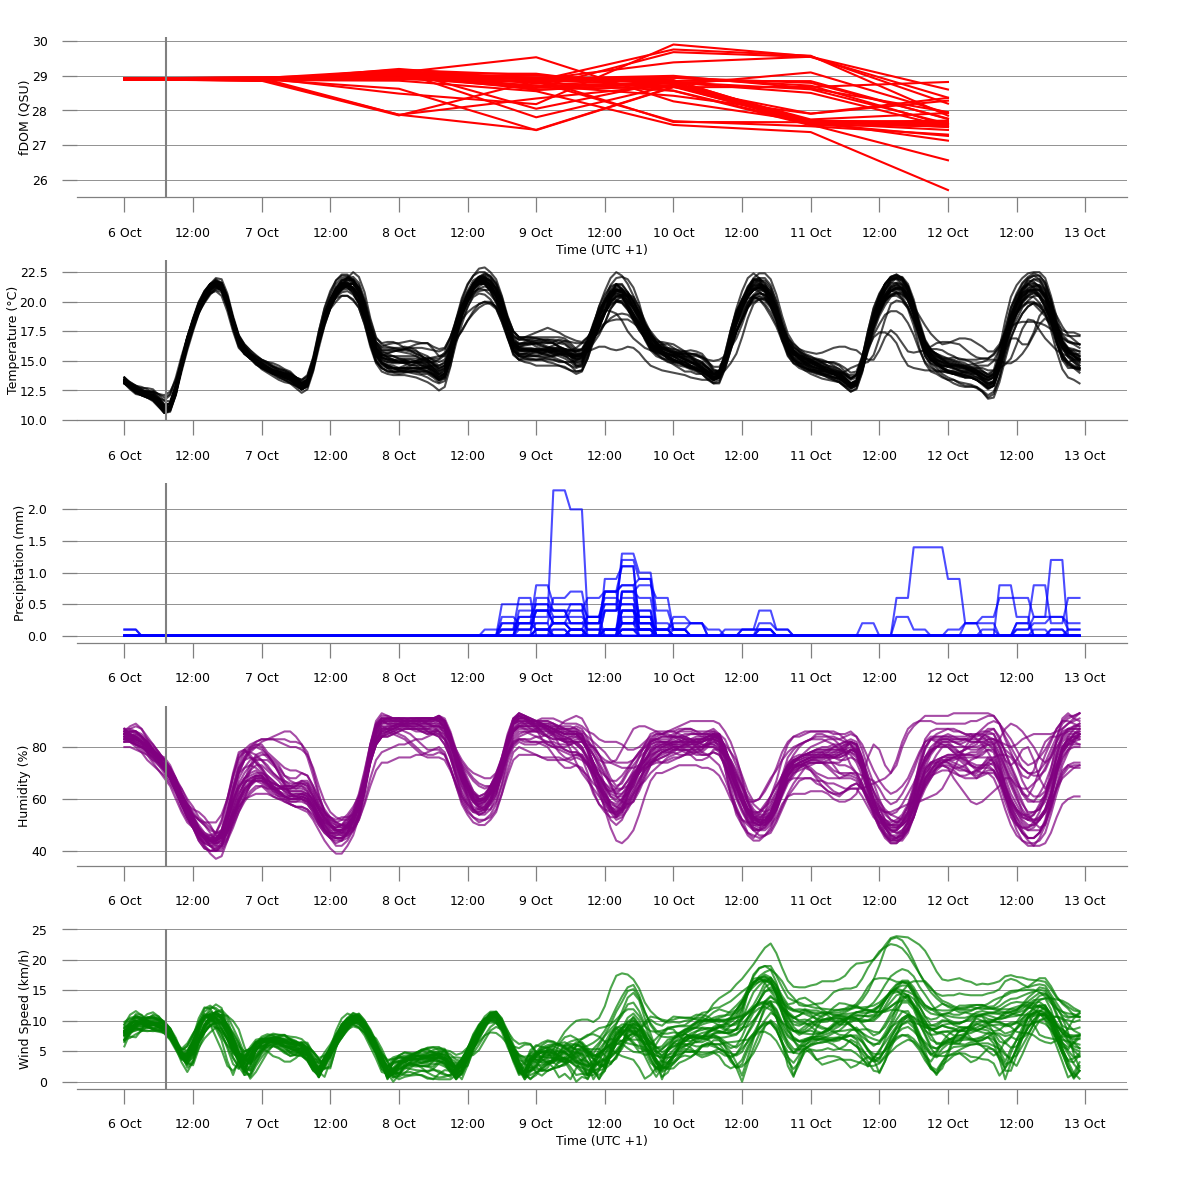 30
29
28
27
26
fDOM (QSU)
6 Oct 12:00 7 Oct 12:00 8 Oct 12:00 9 Oct 12:00 10 Oct 12:00 11 Oct 12:00 12 Oct 12:00 13 Oct
Time (UTC +1)
22.5
20.0
17.5
15.0
12.5
10.0
Temperature (°C)
6 Oct 12:00 7 Oct 12:00 8 Oct 12:00 9 Oct 12:00 10 Oct 12:00 11 Oct 12:00 12 Oct 12:00 13 Oct
2.0
1.5
1.0
0.5
0.0
Precipitation (mm)
6 Oct 12:00 7 Oct 12:00 8 Oct 12:00 9 Oct 12:00 10 Oct 12:00 11 Oct 12:00 12 Oct 12:00 13 Oct
80
60
40
Humidity (%)
6 Oct 12:00 7 Oct 12:00 8 Oct 12:00 9 Oct 12:00 10 Oct 12:00 11 Oct 12:00 12 Oct 12:00 13 Oct
25
20
15
10
5
0
Wind Speed (km/h)
6 Oct 12:00 7 Oct 12:00 8 Oct 12:00 9 Oct 12:00 10 Oct 12:00 11 Oct 12:00 12 Oct 12:00 13 Oct
Time (UTC +1)